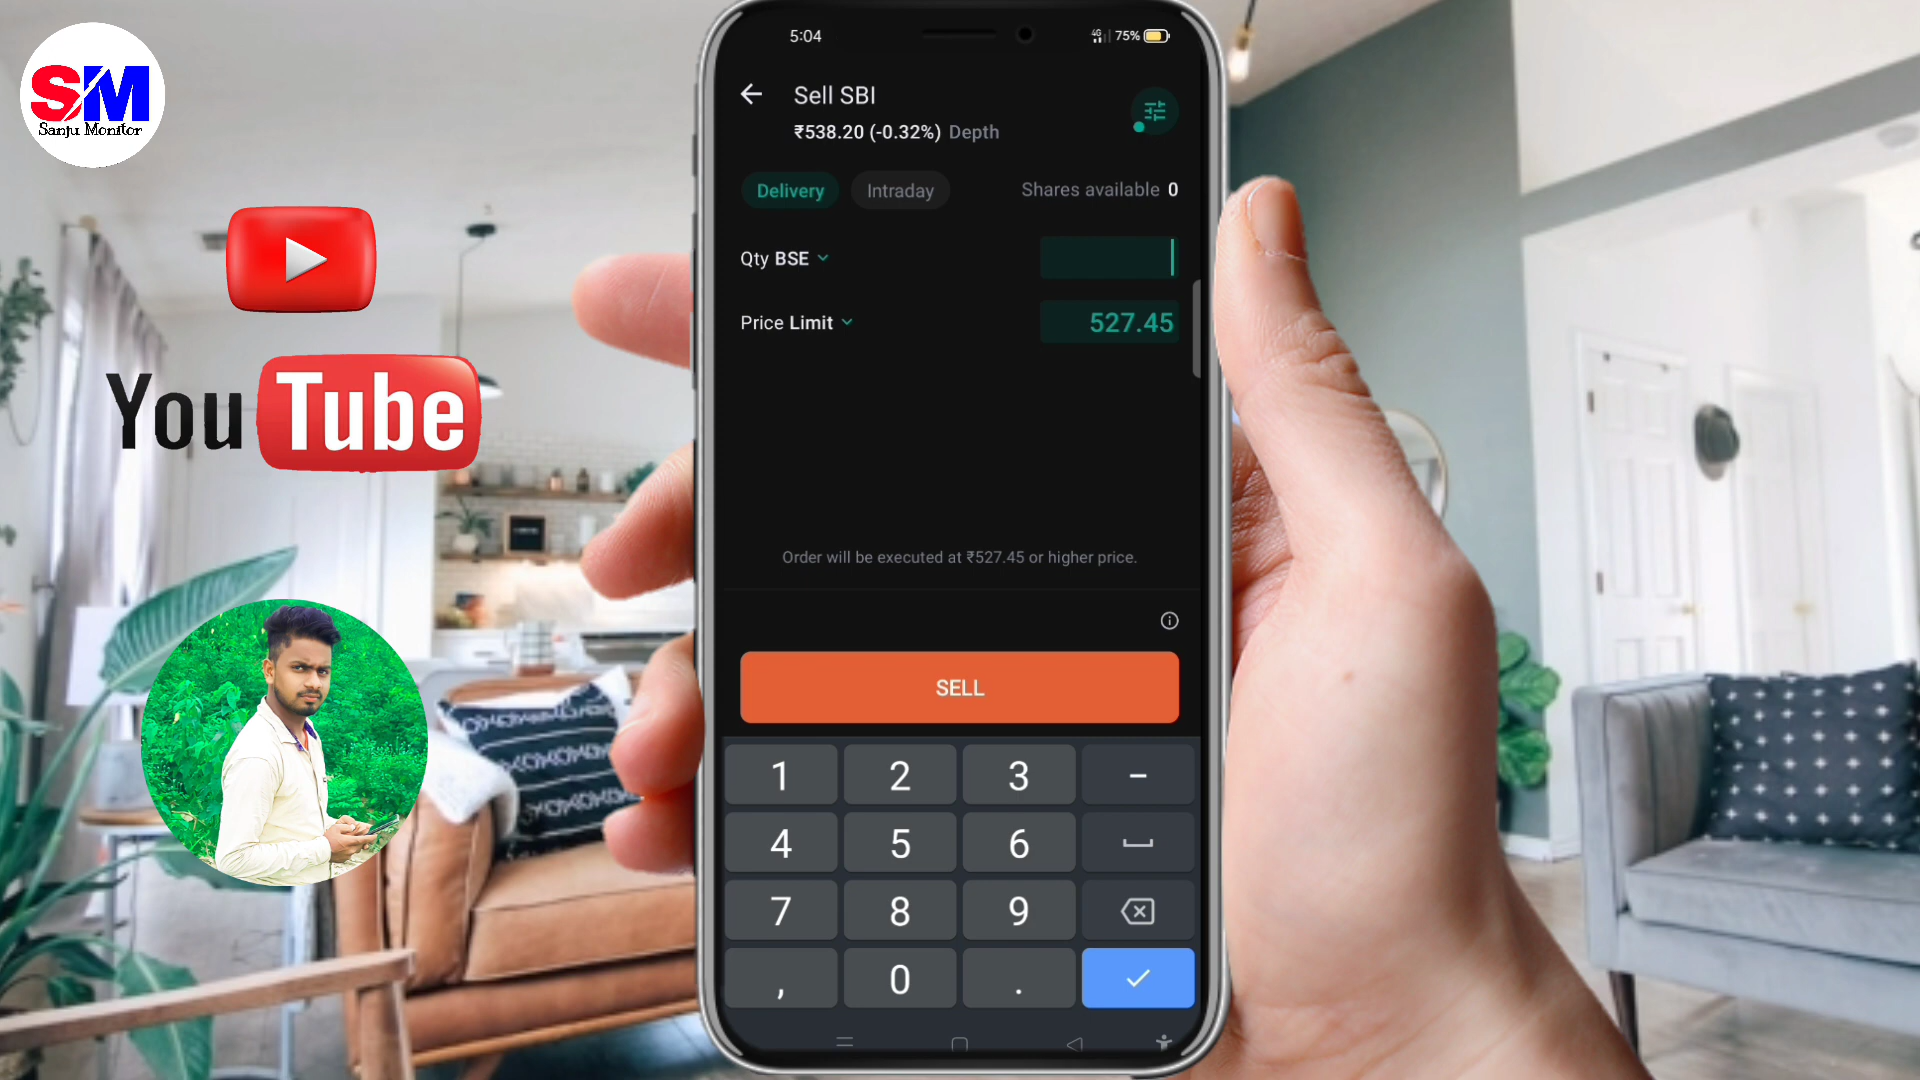 SM
Sanju Monitor
YouTube
5:04
4G 75%
Sell SBI
₹538.20 (-0.32%) Depth
Delivery Intraday Shares available 0
Qty BSE
Price Limit 527.45
Order will be executed at ₹527.45 or higher price.
SELL
1 2 3 -
4 5 6
7 8 9
, 0 .